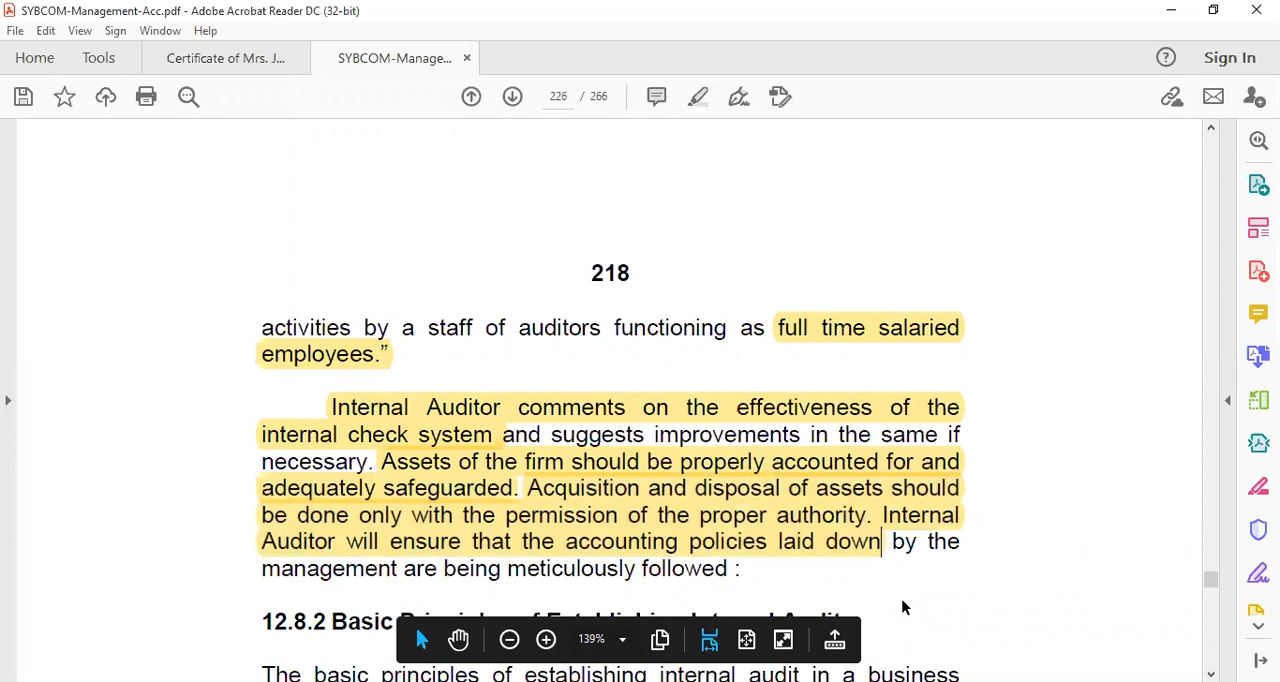 SYBCOM-Management-Acc.pdf - Adobe Acrobat Reader DC (32-bit)
File Edit View Sign Window Help
Home Tools Certificate of Mrs. J... SYBCOM-Manage... × Sign In
226 / 266
218
activities by a staff of auditors functioning as full time salaried
employees.”
Internal Auditor comments on the effectiveness of the
internal check system and suggests improvements in the same if
necessary. Assets of the firm should be properly accounted for and
adequately safeguarded. Acquisition and disposal of assets should
be done only with the permission of the proper authority. Internal
Auditor will ensure that the accounting policies laid down by the
management are being meticulously followed :
12.8.2 Basic
139%
The basic principles of establishing internal audit in a business